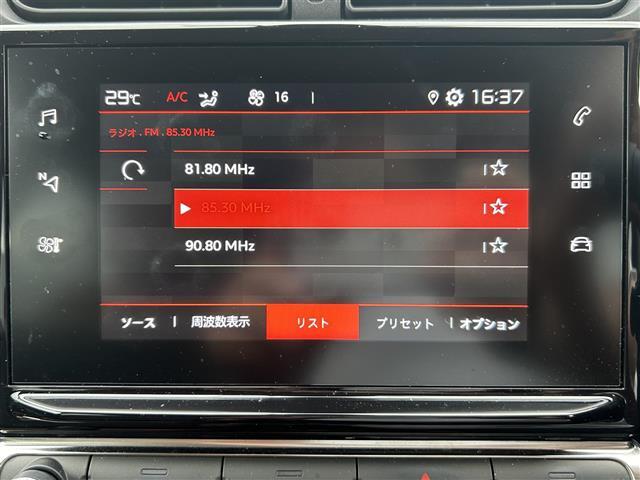 29℃ A/C 16 16:37
ラジオ . FM . 85.30 MHz
81.80 MHz
85.30 MHz
90.80 MHz
N
ソース 周波数表示 リスト プリセット オプション